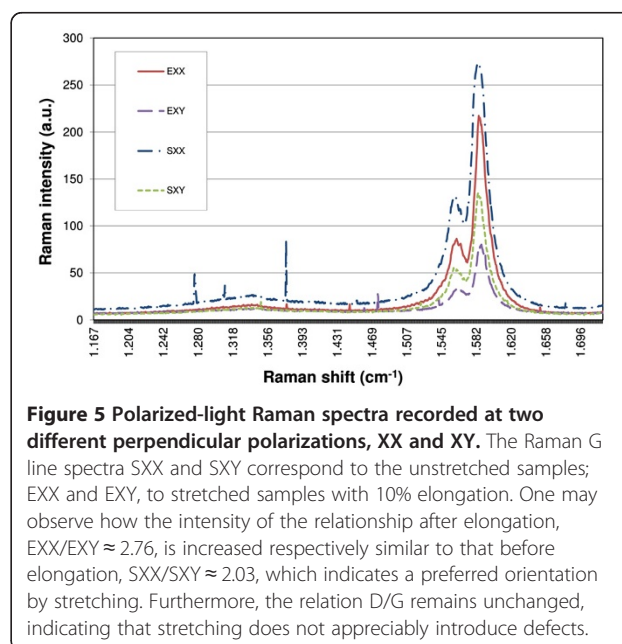 300
250
200
150
100
50
0
Raman intensity (a.u.)
EXX
EXY
SXX
SXY
1.167
1.204
1.242
1.280
1.318
1.356
1.393
1.431
1.469
1.507
1.545
1.582
1.620
1.658
1.696
Raman shift (cm-1)
Figure 5 Polarized-light Raman spectra recorded at two
different perpendicular polarizations, XX and XY. The Raman G
line spectra SXX and SXY correspond to the unstretched samples;
EXX and EXY, to stretched samples with 10% elongation. One may
observe how the intensity of the relationship after elongation,
EXX/EXY ≈ 2.76, is increased respectively similar to that before
elongation, SXX/SXY ≈ 2.03, which indicates a preferred orientation
by stretching. Furthermore, the relation D/G remains unchanged,
indicating that stretching does not appreciably introduce defects.